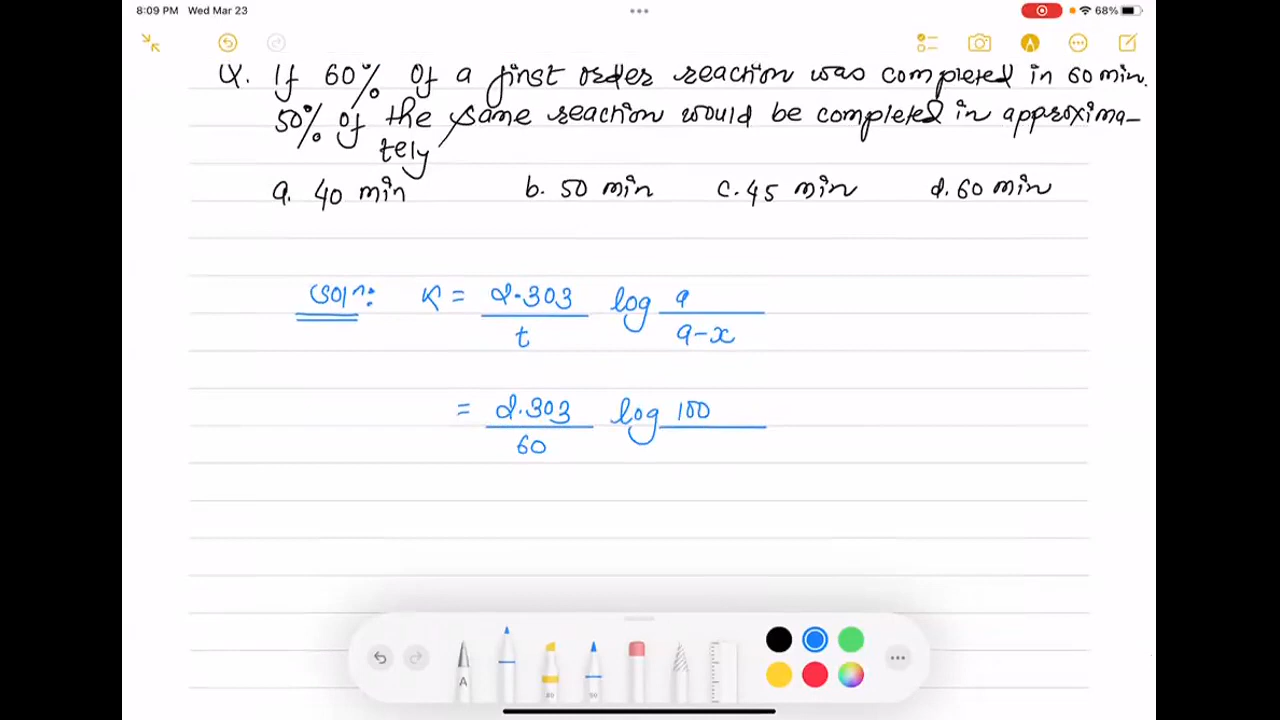 8:09 PM Wed Mar 23
68%
Q. If 60% of a first order reaction was completed in 60 min.
50% of the same reaction would be completed in approxima-
tely
a. 40 min b. 50 min c. 45 min d. 60 min
Soln: K = 2.303 log a
t a-x
= 2.303 log 100
60
A 80 50